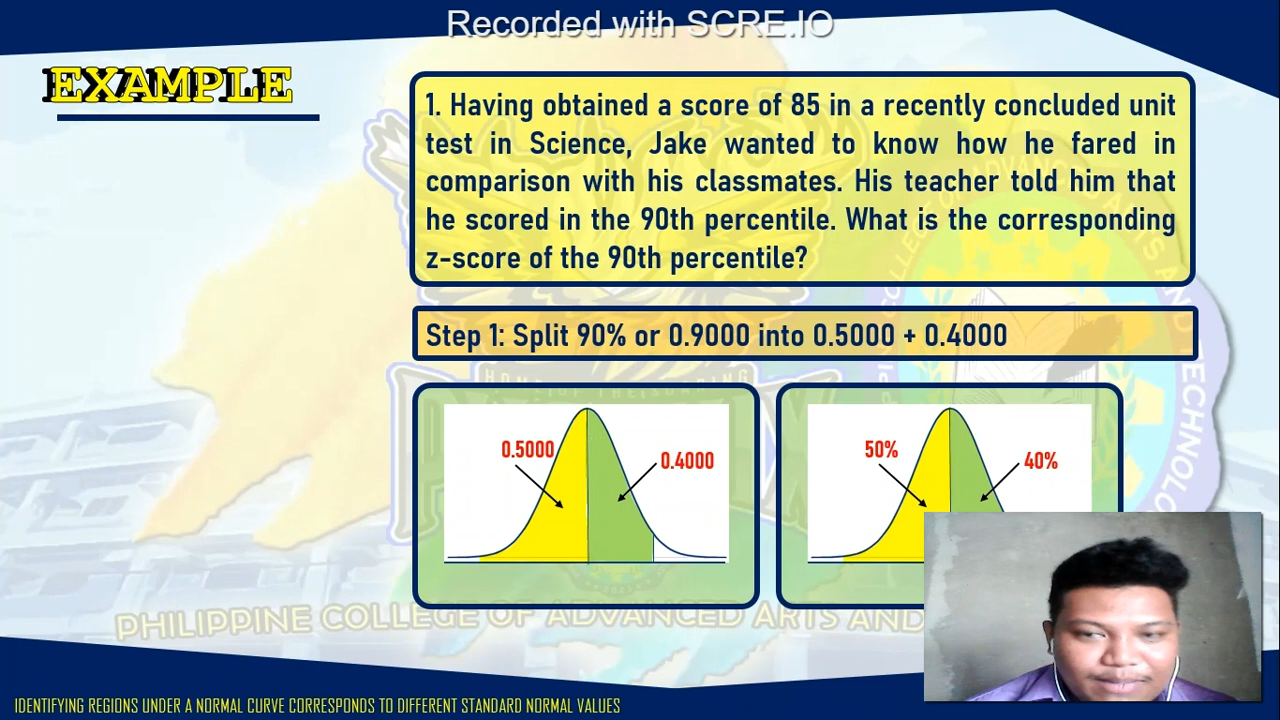 Recorded with SCRE.IO
EXAMPLE
1. Having obtained a score of 85 in a recently concluded unit
test in Science, Jake wanted to know how he fared in
comparison with his classmates. His teacher told him that
he scored in the 90th percentile. What is the corresponding
z-score of the 90th percentile?
Step 1: Split 90% or 0.9000 into 0.5000 + 0.4000
0.5000
0.4000
50%
40%
PHILIPPINE COLLEGE OF ADVANCED ARTS AND
IDENTIFYING REGIONS UNDER A NORMAL CURVE CORRESPONDS TO DIFFERENT STANDARD NORMAL VALUES